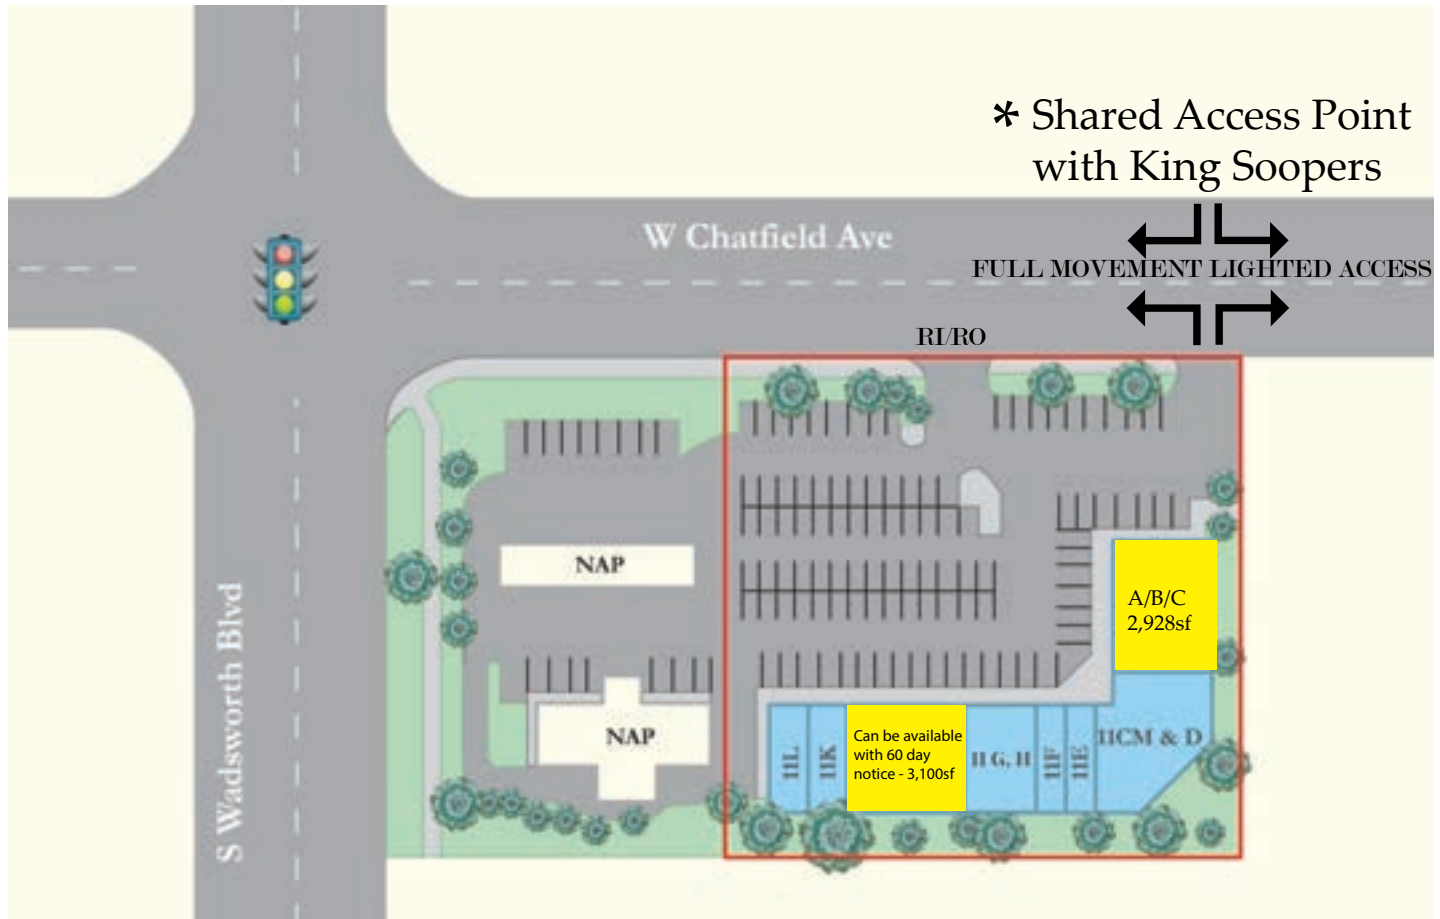 * Shared Access Point
with King Soopers
W Chatfield Ave
FULL MOVEMENT LIGHTED ACCESS
RI/RO
NAP
A/B/C
2,928sf
S Wadsworth Blvd
NAP
11L
11K
Can be available
with 60 day
notice - 3,100sf
11 G, H
11F
11E
11CM & D